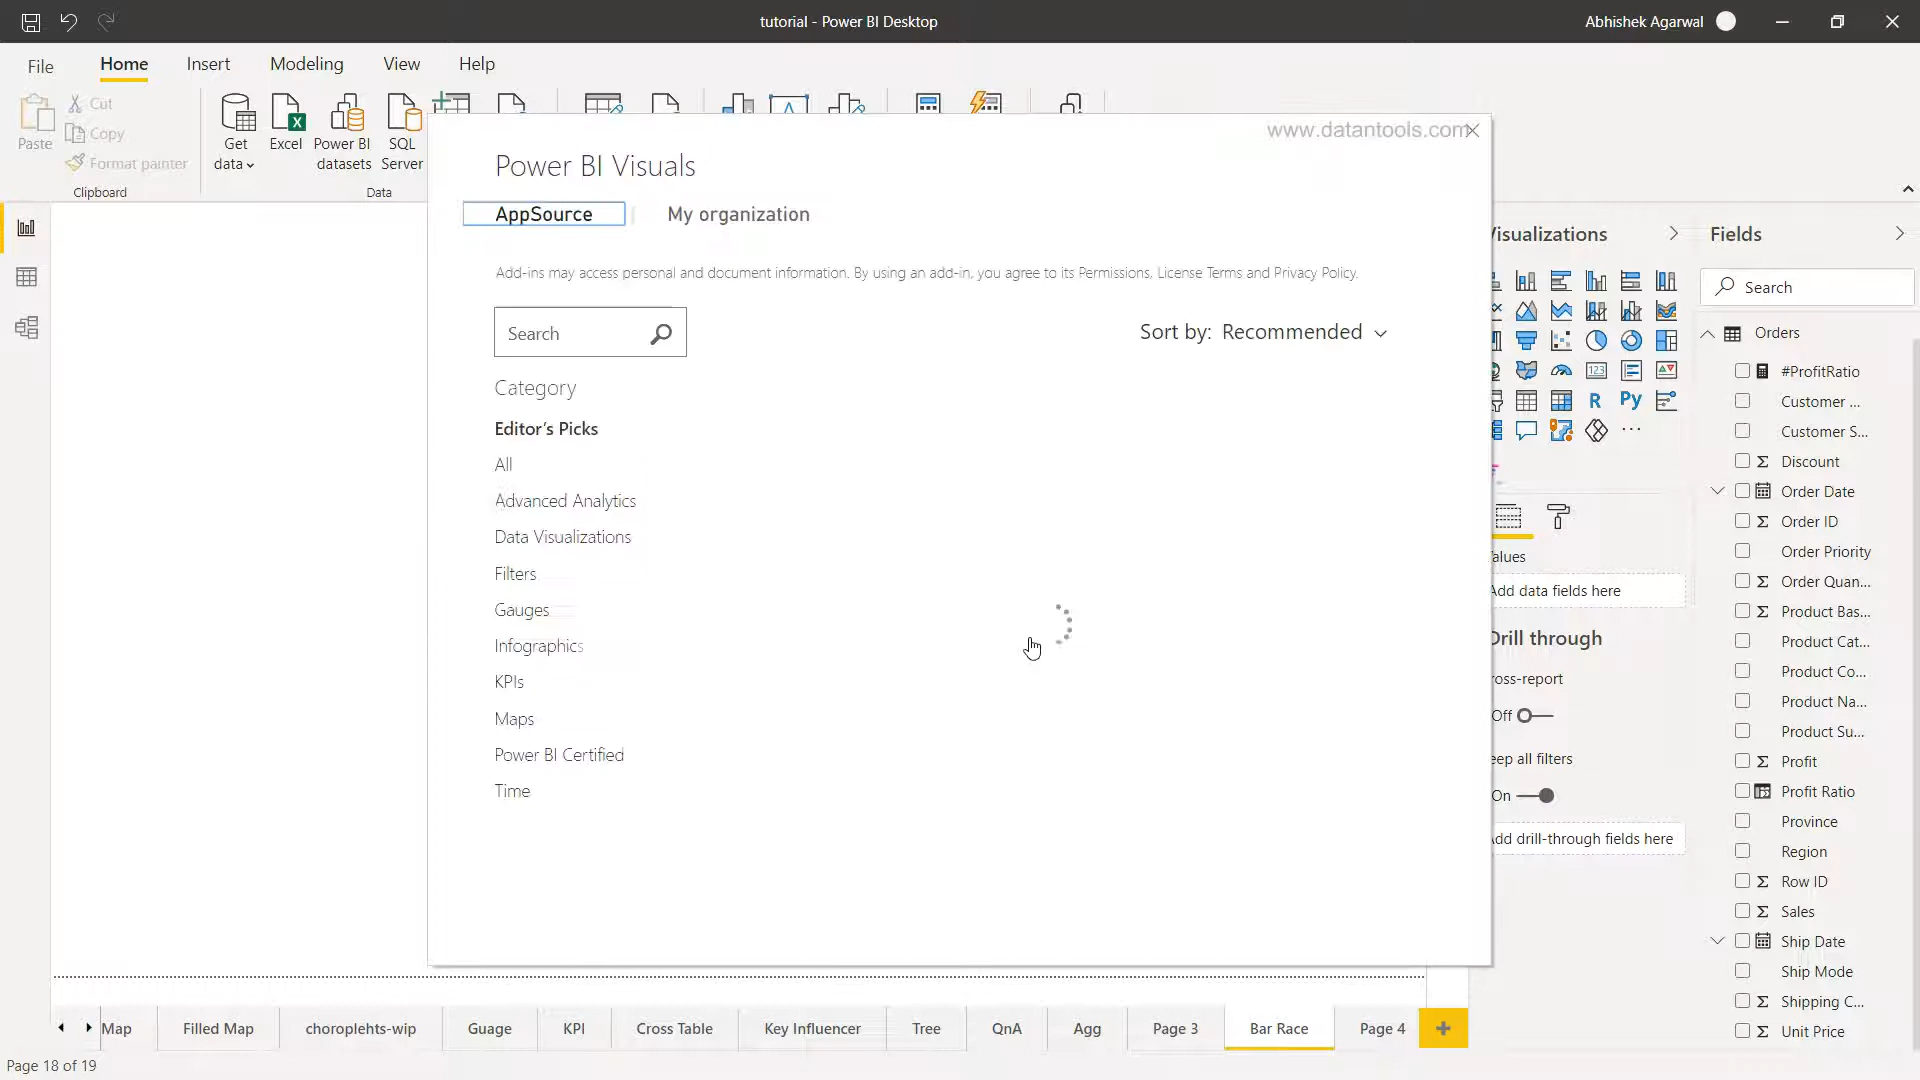 tutorial - Power BI Desktop
Abhishek Agarwal
File
Home
Insert
Modeling
View
Help
Paste
Cut
Copy
Format painter
Clipboard
Get
data
Excel
Power BI
datasets
SQL
Server
Data
www.datantools.com
Power BI Visuals
AppSource
My organization
Add-ins may access personal and document information. By using an add-in, you agree to its Permissions, License Terms and Privacy Policy.
Search
Sort by: Recommended
Category
Editor's Picks
All
Advanced Analytics
Data Visualizations
Filters
Gauges
Infographics
KPIs
Maps
Power BI Certified
Time
Visualizations
123
R
Py
...
alues
Add data fields here
Drill through
ross-report
Off
eep all filters
On
Add drill-through fields here
Fields
Search
Orders
#ProfitRatio
Customer ...
Customer S...
Discount
Order Date
Order ID
Order Priority
Order Quan...
Product Bas...
Product Cat...
Product Co...
Product Na...
Product Su...
Profit
Profit Ratio
Province
Region
Row ID
Sales
Ship Date
Ship Mode
Shipping C...
Unit Price
Map
Filled Map
choroplehts-wip
Guage
KPI
Cross Table
Key Influencer
Tree
QnA
Agg
Page 3
Bar Race
Page 4
Page 18 of 19